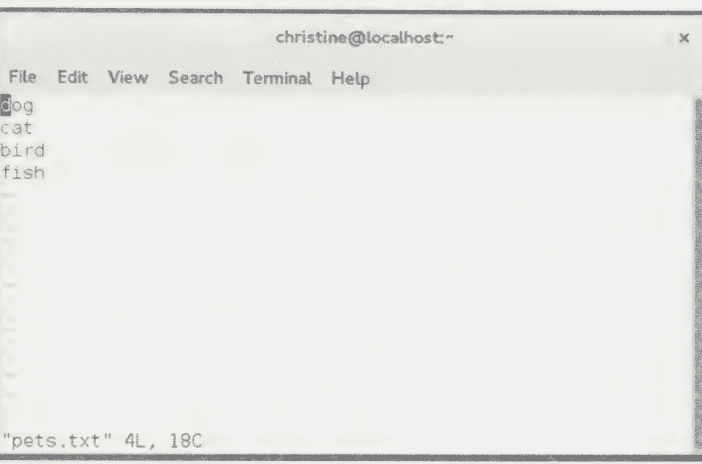 christine@localhost:~ ×
File Edit View Search Terminal Help
dog
cat
bird
fish
"pets.txt" 4L, 18C